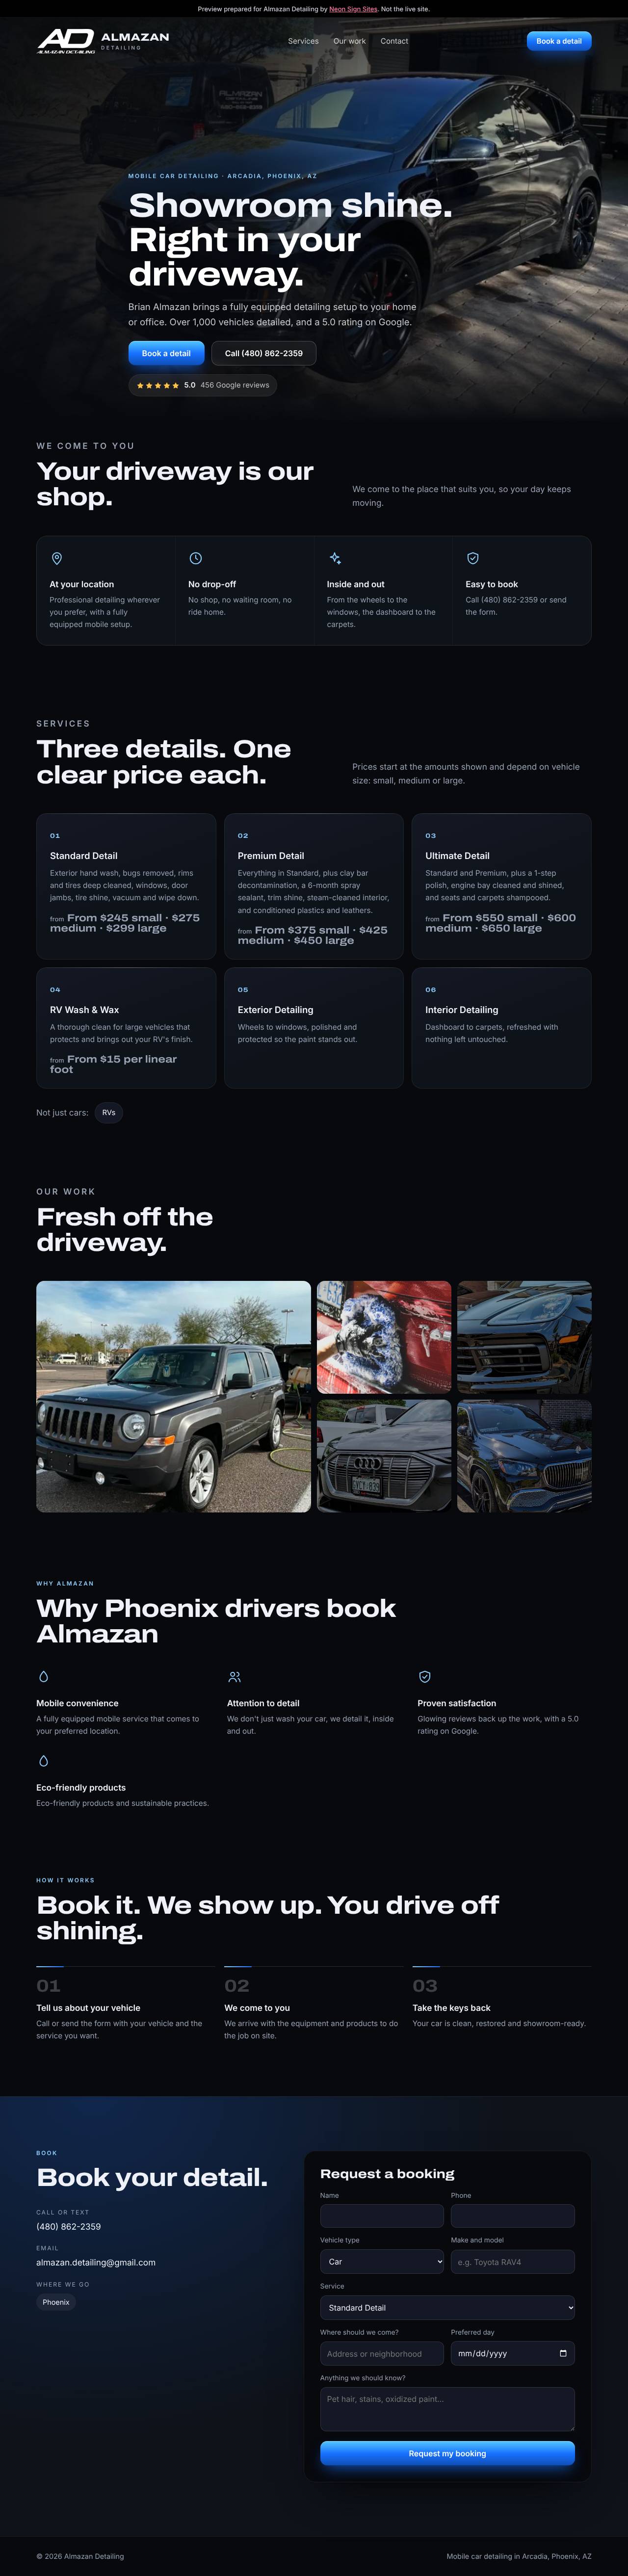 Preview prepared for Almazan Detailing by Neon Sign Sites. Not the live site.
AD
ALMAZAN DETAILING
ALMAZAN
DETAILING
Services
Our work
Contact
Book a detail
MOBILE CAR DETAILING · ARCADIA, PHOENIX, AZ
Showroom shine.
Right in your
driveway.
Brian Almazan brings a fully equipped detailing setup to your home
or office. Over 1,000 vehicles detailed, and a 5.0 rating on Google.
Book a detail
Call (480) 862-2359
★★★★★ 5.0 456 Google reviews
WE COME TO YOU
Your driveway is our
shop.
We come to the place that suits you, so your day keeps
moving.
At your location
Professional detailing wherever
you prefer, with a fully
equipped mobile setup.
No drop-off
No shop, no waiting room, no
ride home.
Inside and out
From the wheels to the
windows, the dashboard to the
carpets.
Easy to book
Call (480) 862-2359 or send
the form.
SERVICES
Three details. One
clear price each.
Prices start at the amounts shown and depend on vehicle
size: small, medium or large.
01
Standard Detail
Exterior hand wash, bugs removed, rims
and tires deep cleaned, windows, door
jambs, tire shine, vacuum and wipe down.
from From $245 small · $275
medium · $299 large
02
Premium Detail
Everything in Standard, plus clay bar
decontamination, a 6-month spray
sealant, trim shine, steam-cleaned interior,
and conditioned plastics and leathers.
from From $375 small · $425
medium · $450 large
03
Ultimate Detail
Standard and Premium, plus a 1-step
polish, engine bay cleaned and shined,
and seats and carpets shampooed.
from From $550 small · $600
medium · $650 large
04
RV Wash & Wax
A thorough clean for large vehicles that
protects and brings out your RV's finish.
from From $15 per linear
foot
05
Exterior Detailing
Wheels to windows, polished and
protected so the paint stands out.
06
Interior Detailing
Dashboard to carpets, refreshed with
nothing left untouched.
Not just cars: RVs
OUR WORK
Fresh off the
driveway.
WHY ALMAZAN
Why Phoenix drivers book
Almazan
Mobile convenience
A fully equipped mobile service that comes to
your preferred location.
Attention to detail
We don't just wash your car, we detail it, inside
and out.
Proven satisfaction
Glowing reviews back up the work, with a 5.0
rating on Google.
Eco-friendly products
Eco-friendly products and sustainable practices.
HOW IT WORKS
Book it. We show up. You drive off
shining.
01
Tell us about your vehicle
Call or send the form with your vehicle and the
service you want.
02
We come to you
We arrive with the equipment and products to do
the job on site.
03
Take the keys back
Your car is clean, restored and showroom-ready.
BOOK
Book your detail.
CALL OR TEXT
(480) 862-2359
EMAIL
almazan.detailing@gmail.com
WHERE WE GO
Phoenix
Request a booking
Name
Phone
Vehicle type
Car
Make and model
e.g. Toyota RAV4
Service
Standard Detail
Where should we come?
Address or neighborhood
Preferred day
mm/dd/yyyy
Anything we should know?
Pet hair, stains, oxidized paint...
Request my booking
© 2026 Almazan Detailing
Mobile car detailing in Arcadia, Phoenix, AZ